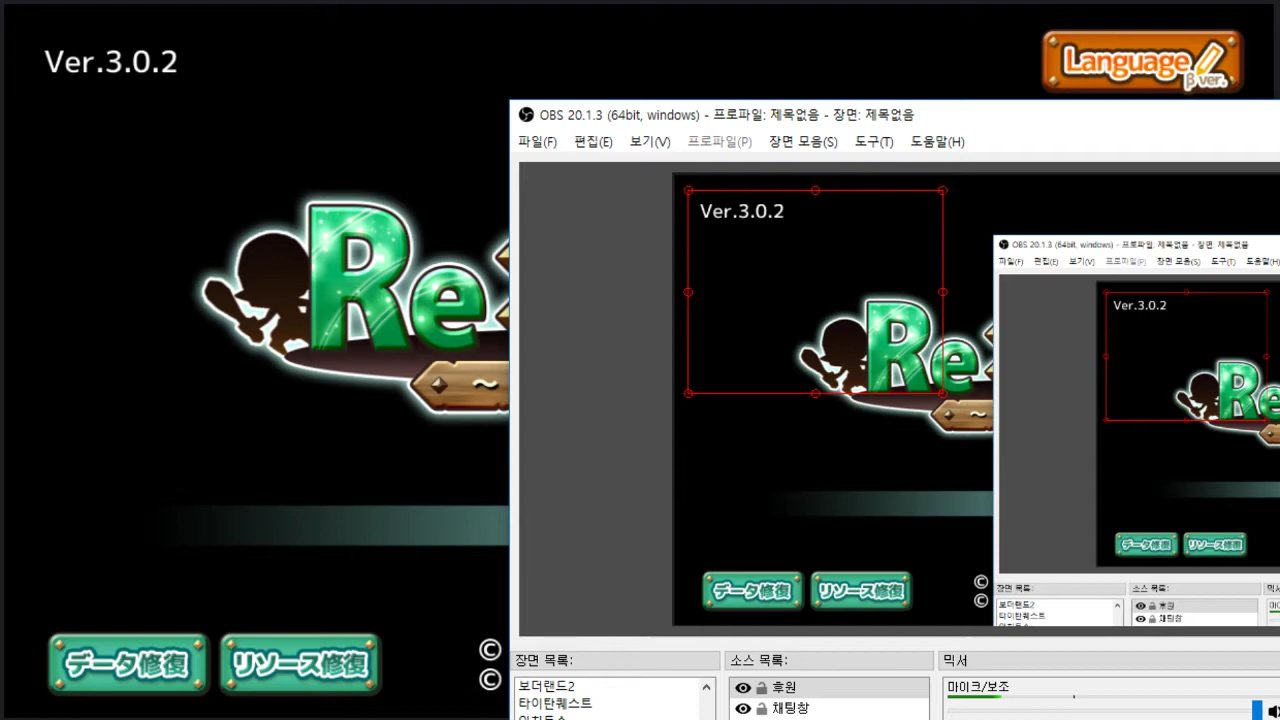 Ver.3.0.2
Language
β ver.
OBS 20.1.3 (64bit, windows) - 프로파일: 제목없음 - 장면: 제목없음
파일(F) 편집(E) 보기(V) 프로파일(P) 장면 모음(S) 도구(T) 도움말(H)
Ver.3.0.2
OBS 20.1.3 (64bit, windows) - 프로파일: 제목없음 - 장면: 제목없음
파일(F) 편집(E) 보기(V) 프로파일(P) 장면 모음(S) 도구(T) 도움말(H)
Ver.3.0.2
Re
~
Re
~
Re
データ修復 リソース修復
장면 목록: 소스 목록:
보더랜드2
타이탄퀘스트
후원
채팅창
データ修復 リソース修復
©
©
データ修復 リソース修復
©
©
장면 목록: 소스 목록: 믹서
보더랜드2
타이탄퀘스트
후원
채팅창
마이크/보조